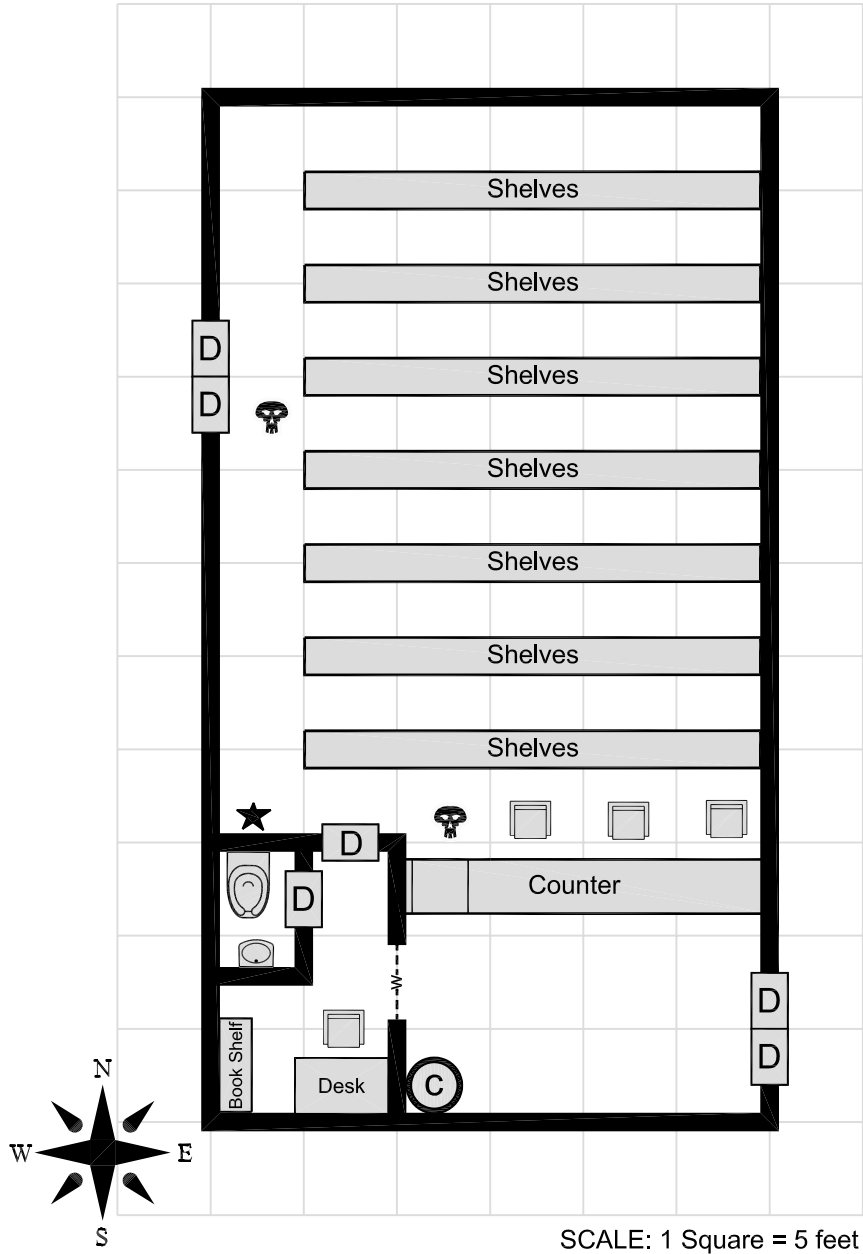 Shelves
Shelves
Shelves
D
D
Shelves
Shelves
Shelves
Shelves
D
D
Counter
W
D
D
Book Shelf
Desk
C
N
W E
S
SCALE: 1 Square = 5 feet